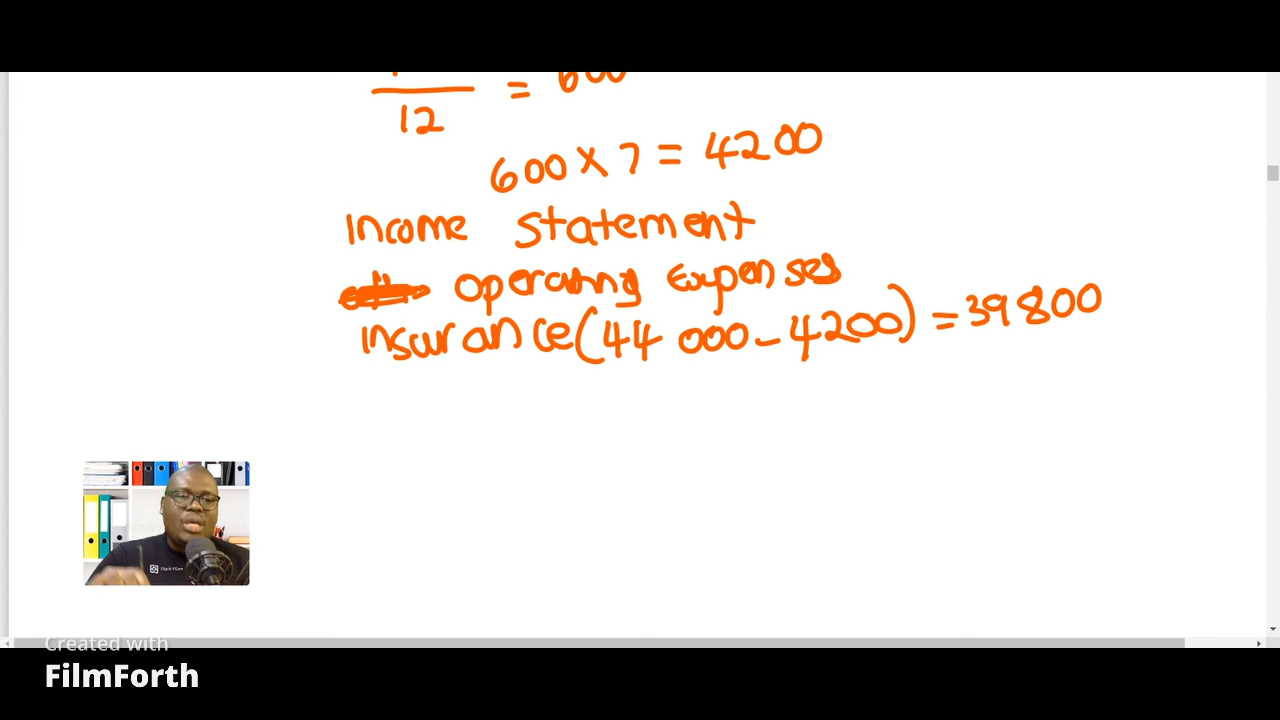 12 = 600
600 x 7 = 4200
Income statement
operating expenses
Insurance (44 000 - 4200) = 39800
Created with
FilmForth